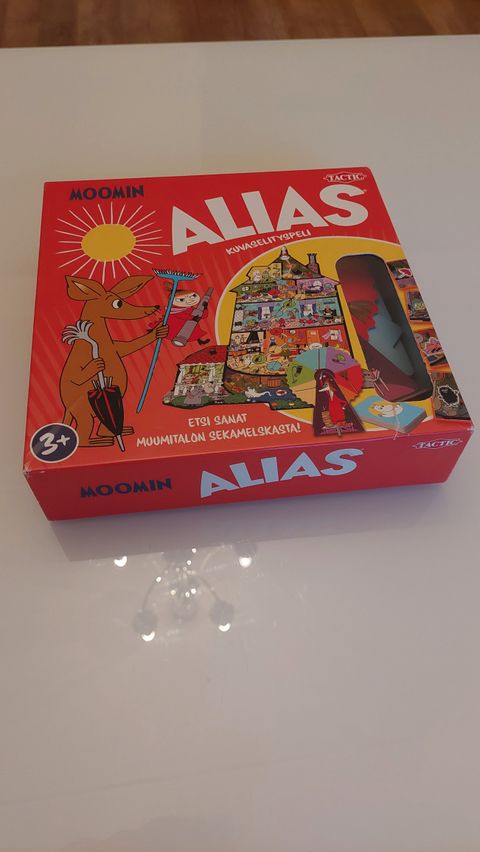 MOOMIN
TACTIC
ALIAS
KUVASELITYSPELI
ETSI SANAT
MUUMITALON SEKAMELSKASTA!
3+
MOOMIN
ALIAS
TACTIC